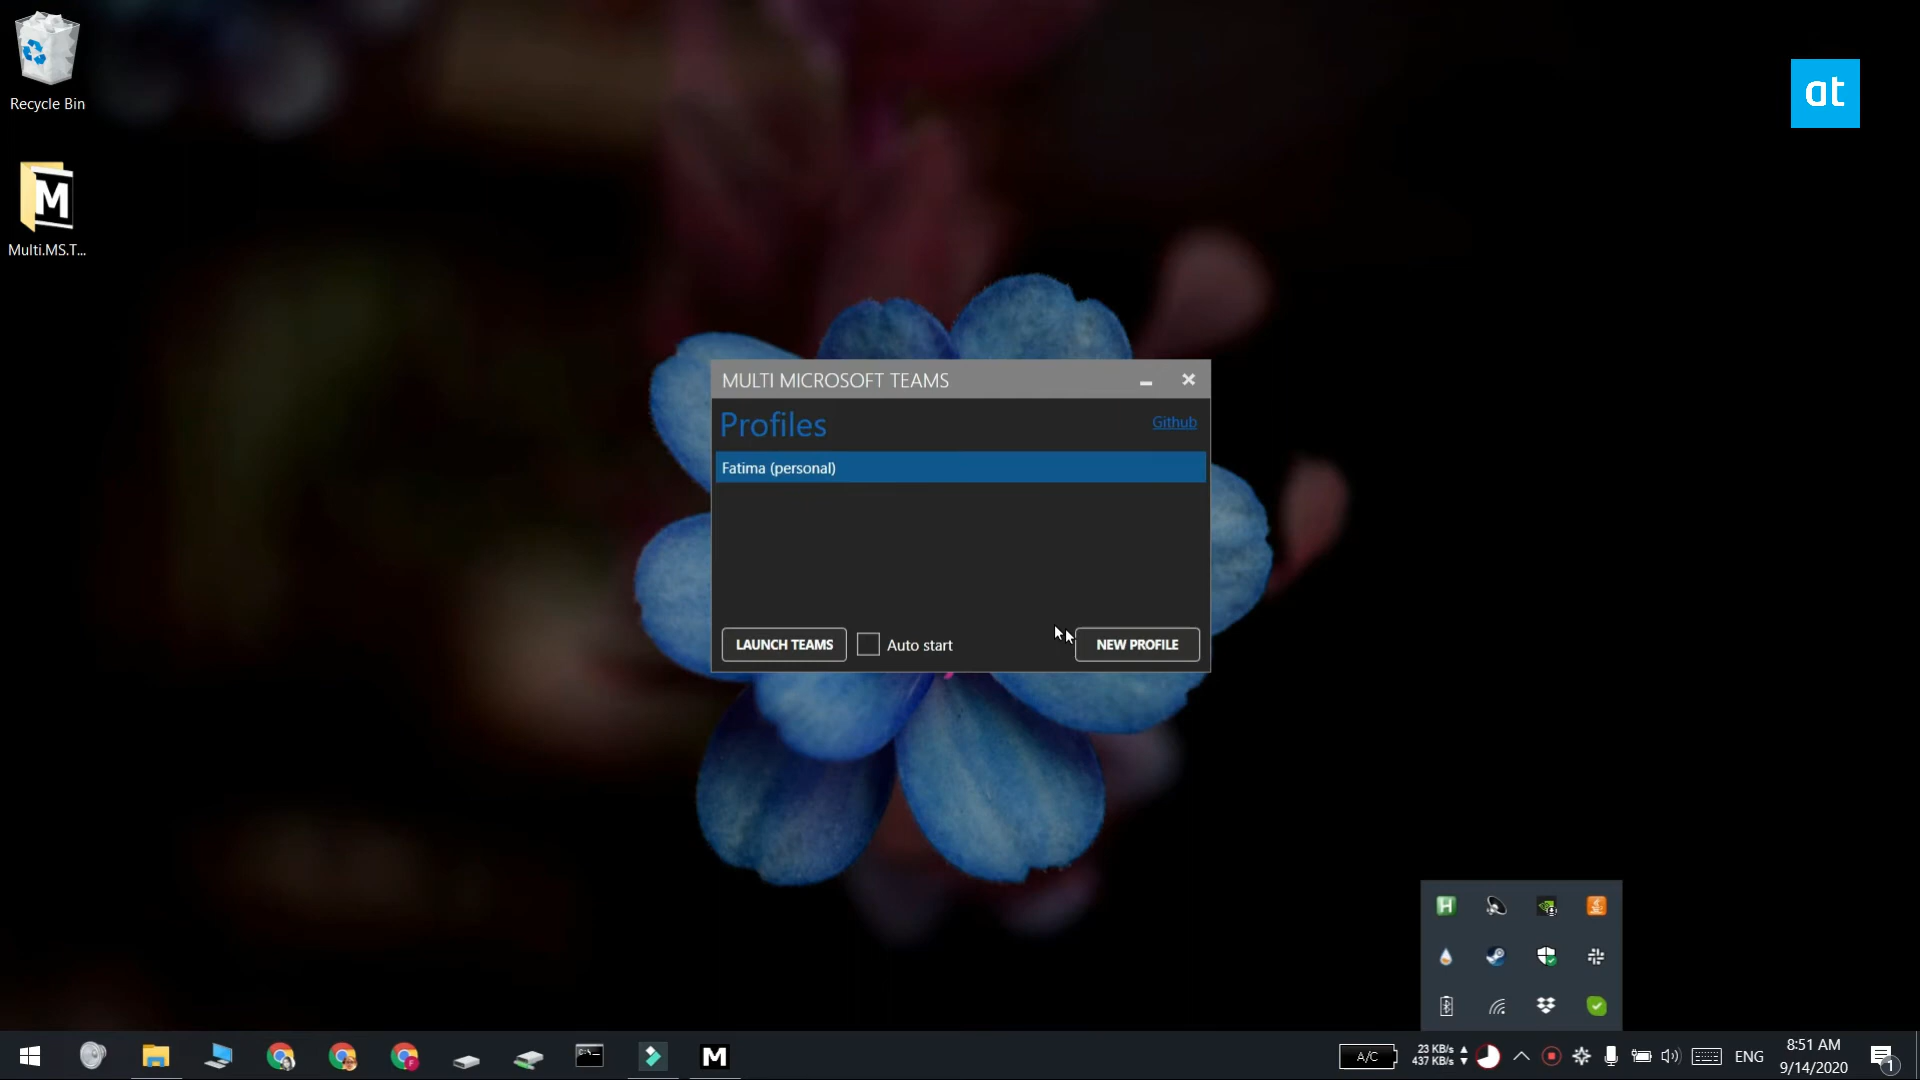 Recycle Bin
at
M
Multi.MS.T...
MULTI MICROSOFT TEAMS
Profiles
Github
Fatima (personal)
LAUNCH TEAMS
Auto start
NEW PROFILE
H
M
A/C
23 KB/s
437 KB/s
ENG
8:51 AM
9/14/2020
1